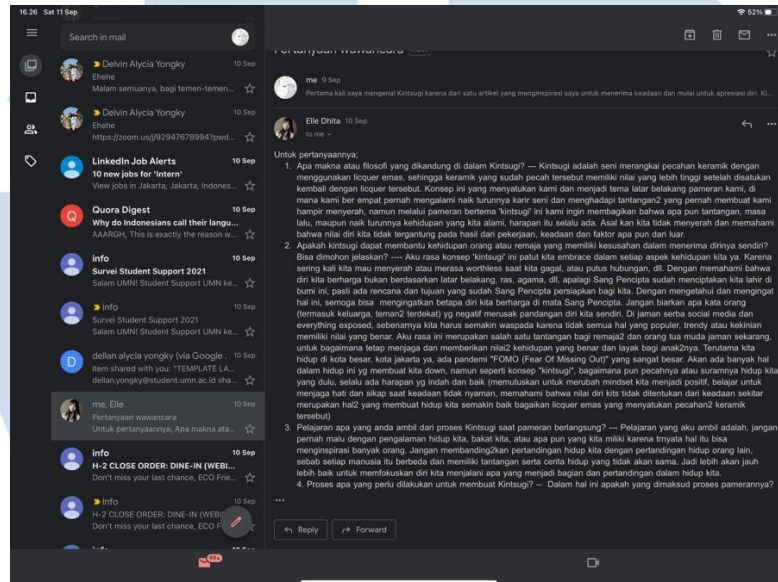 16.26 Sat 11 Sep
52%
Search in mail
Delvin Alycia Yongky 10 Sep
Ehehe
Malam semuanya, bagi temen-temen...
Delvin Alycia Yongky 10 Sep
Ehehe
https://zoom.us/j/92947678994?pwd...
LinkedIn Job Alerts 10 Sep
10 new jobs for 'Intern'
View jobs in Jakarta, Jakarta, Indones...
Quora Digest 10 Sep
Why do Indonesians call their langu...
AAARGH, This is exactly the reason w...
info 10 Sep
Survei Student Support 2021
Salam UMN! Student Support UMN ke...
info 10 Sep
Survei Student Support 2021
Salam UMN! Student Support UMN ke...
dellan alycia yongky (via Google . 10 Sep
Item shared with you: "TEMPLATE LA...
dellan.yongky@student.umn.ac.id sha...
me, Elle 10 Sep
Pertanyaan wawancara
Untuk pertanyaannya; Apa makna ata...
info 10 Sep
H-2 CLOSE ORDER: DINE-IN (WEBI...
Don't miss your last chance, ECO Frie...
info 10 Sep
H-2 CLOSE ORDER: DINE-IN (WEBI
Don't miss your last chance, ECO F
99+
Pertanyaan wawancara
me 9 Sep
Pertama kali saya mengenal Kintsugi karena dari satu artikel yang menginspirasi saya untuk menerima keadaan dan mulai untuk apresiasi diri. Ki...
Elle Dhita 10 Sep
to me
Untuk pertanyaannya;
1. Apa makna atau filosofi yang dikandung di dalam Kintsugi? --- Kintsugi adalah seni merangkai pecahan keramik dengan
menggunakan licquer emas, sehingga keramik yang sudah pecah tersebut memiliki nilai yang lebih tinggi setelah disatukan
kembali dengan licquer tersebut. Konsep ini yang menyatukan kami dan menjadi tema latar belakang pameran kami, di
mana kami ber empat pernah mengalami naik turunnya karir seni dan menghadapi tantangan2 yang pernah membuat kami
hampir menyerah, namun melalui pameran bertema 'kintsugi' ini kami ingin membagikan bahwa apa pun tantangan, masa
lalu, maupun naik turunnya kehidupan yang kita alami, harapan itu selalu ada. Asal kan kita tidak menyerah dan memahami
bahwa nilai diri kita tidak tergantung pada hasil dari pekerjaan, keadaan dan faktor apa pun dari luar.
2. Apakah kintsugi dapat membantu kehidupan orang atau remaja yang memiliki kesusahan dalam menerima dirinya sendiri?
Bisa dimohon jelaskan? ---- Aku rasa konsep 'kintsugi' ini patut kita embrace dalam setiap aspek kehidupan kita ya. Karena
sering kali kita mau menyerah atau merasa worthless saat kita gagal, atau putus hubungan, dll. Dengan memahami bahwa
diri kita berharga bukan berdasarkan latar belakang, ras, agama, dll, apalagi Sang Pencipta sudah menciptakan kita lahir di
bumi ini, pasti ada rencana dan tujuan yang sudah Sang Pencipta persiapkan bagi kita. Dengan mengetahui dan mengingat
hal ini, semoga bisa mengingatkan betapa diri kita berharga di mata Sang Pencipta. Jangan biarkan apa kata orang
(termasuk keluarga, teman2 terdekat) yg negatif merusak pandangan diri kita sendiri. Di jaman serba social media dan
everything exposed, sebenarnya kita harus semakin waspada karena tidak semua hal yang populer, trendy atau kekinian
memiliki nilai yang benar. Aku rasa ini merupakan salah satu tantangan bagi remaja2 dan orang tua muda jaman sekarang,
untuk bagaimana tetap menjaga dan memberikan nilai2 kehidupan yang benar dan layak bagi anak2nya. Terutama kita
hidup di kota besar, kota jakarta ya, ada pandemi "FOMO (Fear Of Missing Out)" yang sangat besar. Akan ada banyak hal
dalam hidup ini yg membuat kita down, namun seperti konsep "kintsugi", bagaimana pun pecahnya atau suramnya hidup kita
yang dulu, selalu ada harapan yg indah dan baik (memutuskan untuk merubah mindset kita menjadi positif, belajar untuk
menjaga hati dan sikap saat keadaan tidak nyaman, memahami bahwa nilai diri kits tidak ditentukan dari keadaan sekitar
merupakan hal2 yang membuat hidup kita semakin baik bagaikan licquer emas yang menyatukan pecahan2 keramik
tersebut)
3. Pelajaran apa yang anda ambil dari proses Kintsugi saat pameran berlangsung? --- Pelajaran yang aku ambil adalah, jangan
pernah malu dengan pengalaman hidup kita, bakat kita, atau apa pun yang kita miliki karena trnyata hal itu bisa
menginspirasi banyak orang. Jangan membanding2kan pertandingan hidup kita dengan pertandingan hidup orang lain,
sebab setiap manusia itu berbeda dan memiliki tantangan serta cerita hidup yang tidak akan sama. Jadi lebih akan jauh
lebih baik untuk memfokuskan diri kita menjalani apa yang menjadi bagian dan pertandingan dalam hidup kita.
4. Proses apa yang perlu dilakukan untuk membuat Kintsugi? -- Dalam hal ini apakah yang dimaksud proses pamerannya?
Reply
Forward